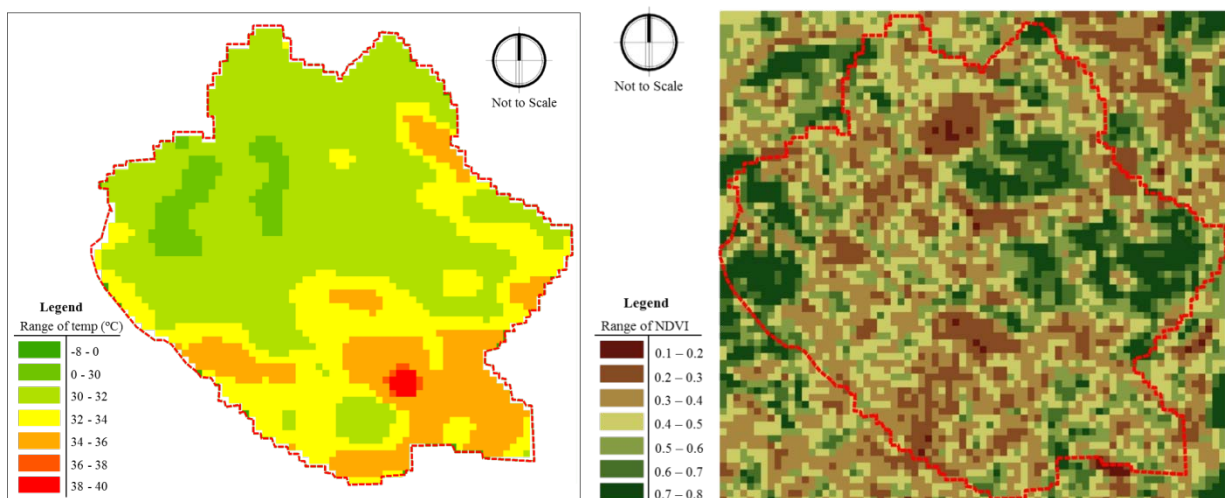 Not to Scale
Legend
Range of temp (ºC)
-8 - 0
0 - 30
30 - 32
32 - 34
34 - 36
36 - 38
38 - 40
Not to Scale
Legend
Range of NDVI
0.1 – 0.2
0.2 – 0.3
0.3 – 0.4
0.4 – 0.5
0.5 – 0.6
0.6 – 0.7
0.7 – 0.8